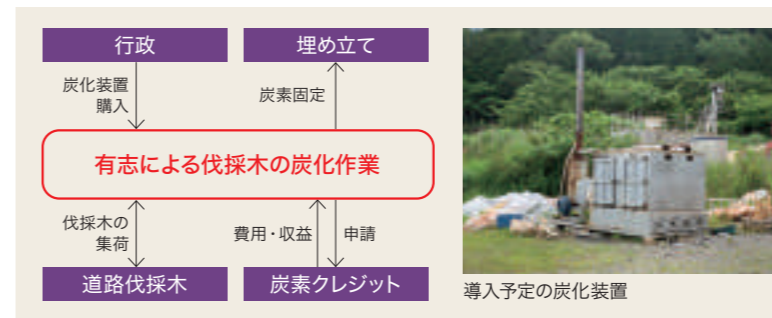 行政
埋め立て
炭化装置
購入
炭素固定
有志による伐採木の炭化作業
伐採木の
集荷
費用・収益
申請
道路伐採木
炭素クレジット
導入予定の炭化装置